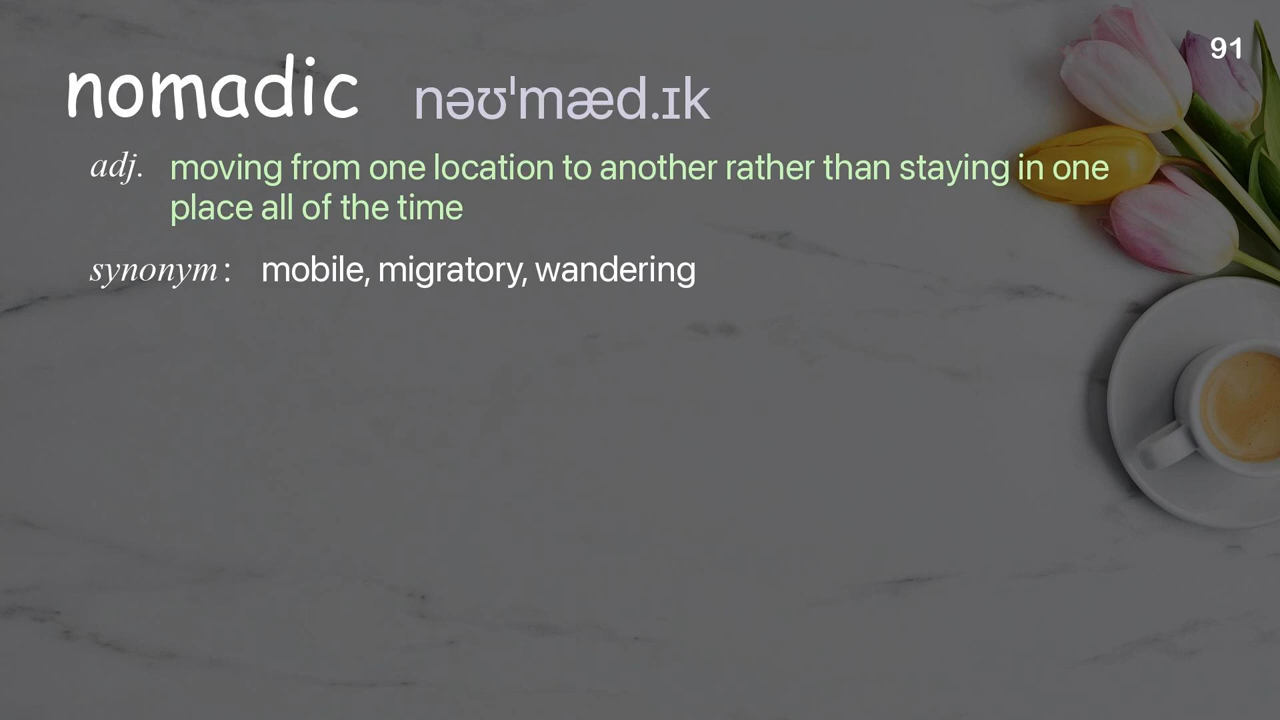 91
nomadic nəʊˈmæd.ɪk
adj. moving from one location to another rather than staying in one
place all of the time
synonym: mobile, migratory, wandering